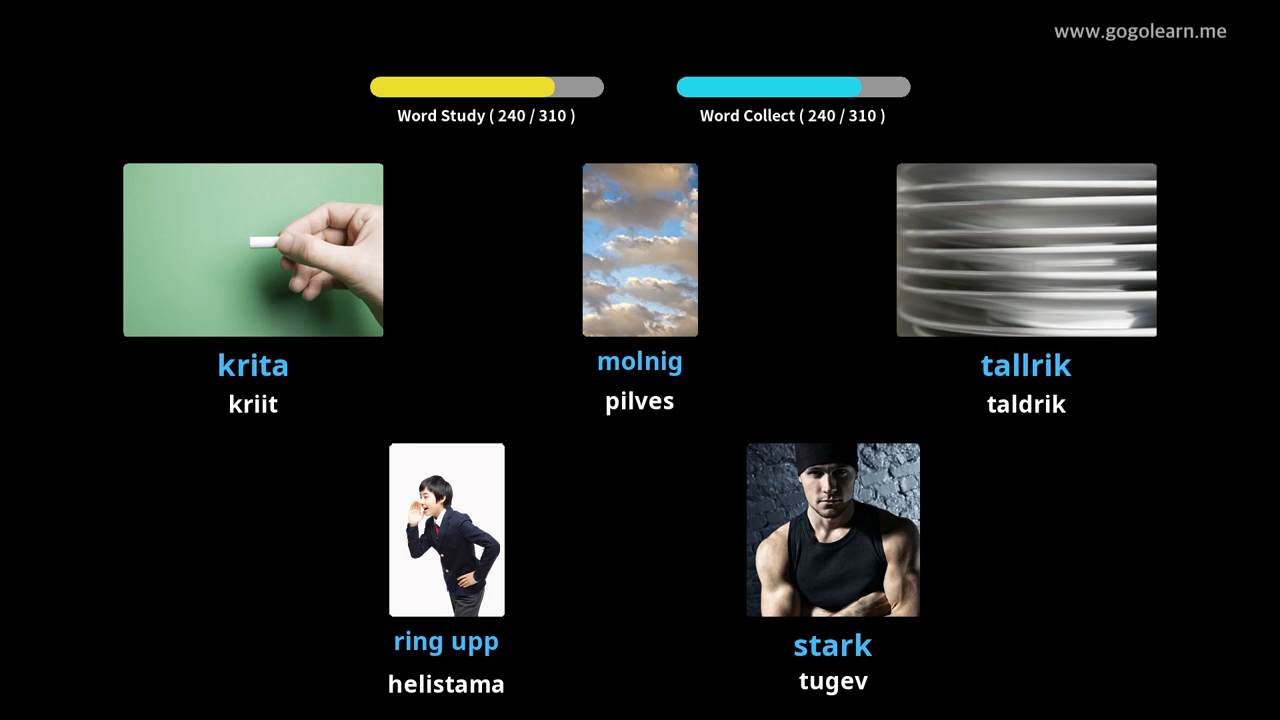 www.gogolearn.me
Word Study ( 240 / 310 )
Word Collect ( 240 / 310 )
krita
kriit
molnig
pilves
tallrik
taldrik
ring upp
helistama
stark
tugev